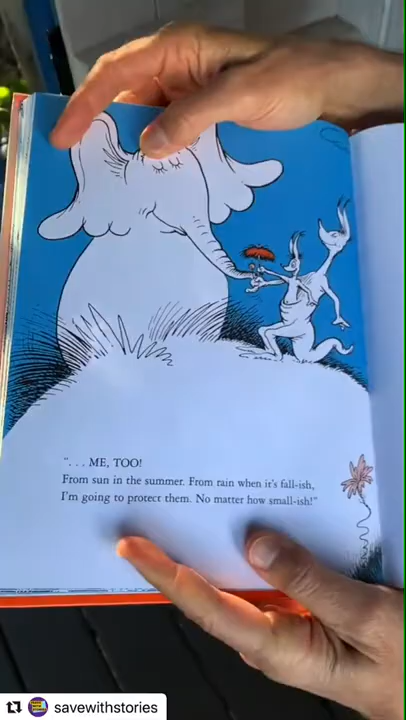 ". . . ME, TOO!
From sun in the summer. From rain when it's fall-ish,
I'm going to protect them. No matter how small-ish!"
savewithstories